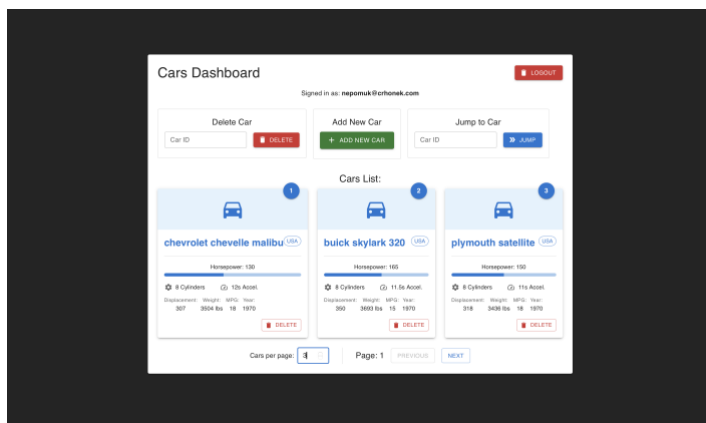 Cars Dashboard
LOGOUT
Signed in as: nepomuk@crhonek.com
Delete Car
Car ID
DELETE
Add New Car
+ ADD NEW CAR
Jump to Car
Car ID
JUMP
Cars List:
1
chevrolet chevelle malibu USA
Horsepower: 130
8 Cylinders 12s Accel.
Displacement: Weight: MPG: Year:
307 3504 lbs 18 1970
DELETE
2
buick skylark 320 USA
Horsepower: 165
8 Cylinders 11.5s Accel.
Displacement: Weight: MPG: Year:
350 3693 lbs 15 1970
DELETE
3
plymouth satellite USA
Horsepower: 150
8 Cylinders 11s Accel.
Displacement: Weight: MPG: Year:
318 3436 lbs 18 1970
DELETE
Cars per page: 3 Page: 1 PREVIOUS NEXT